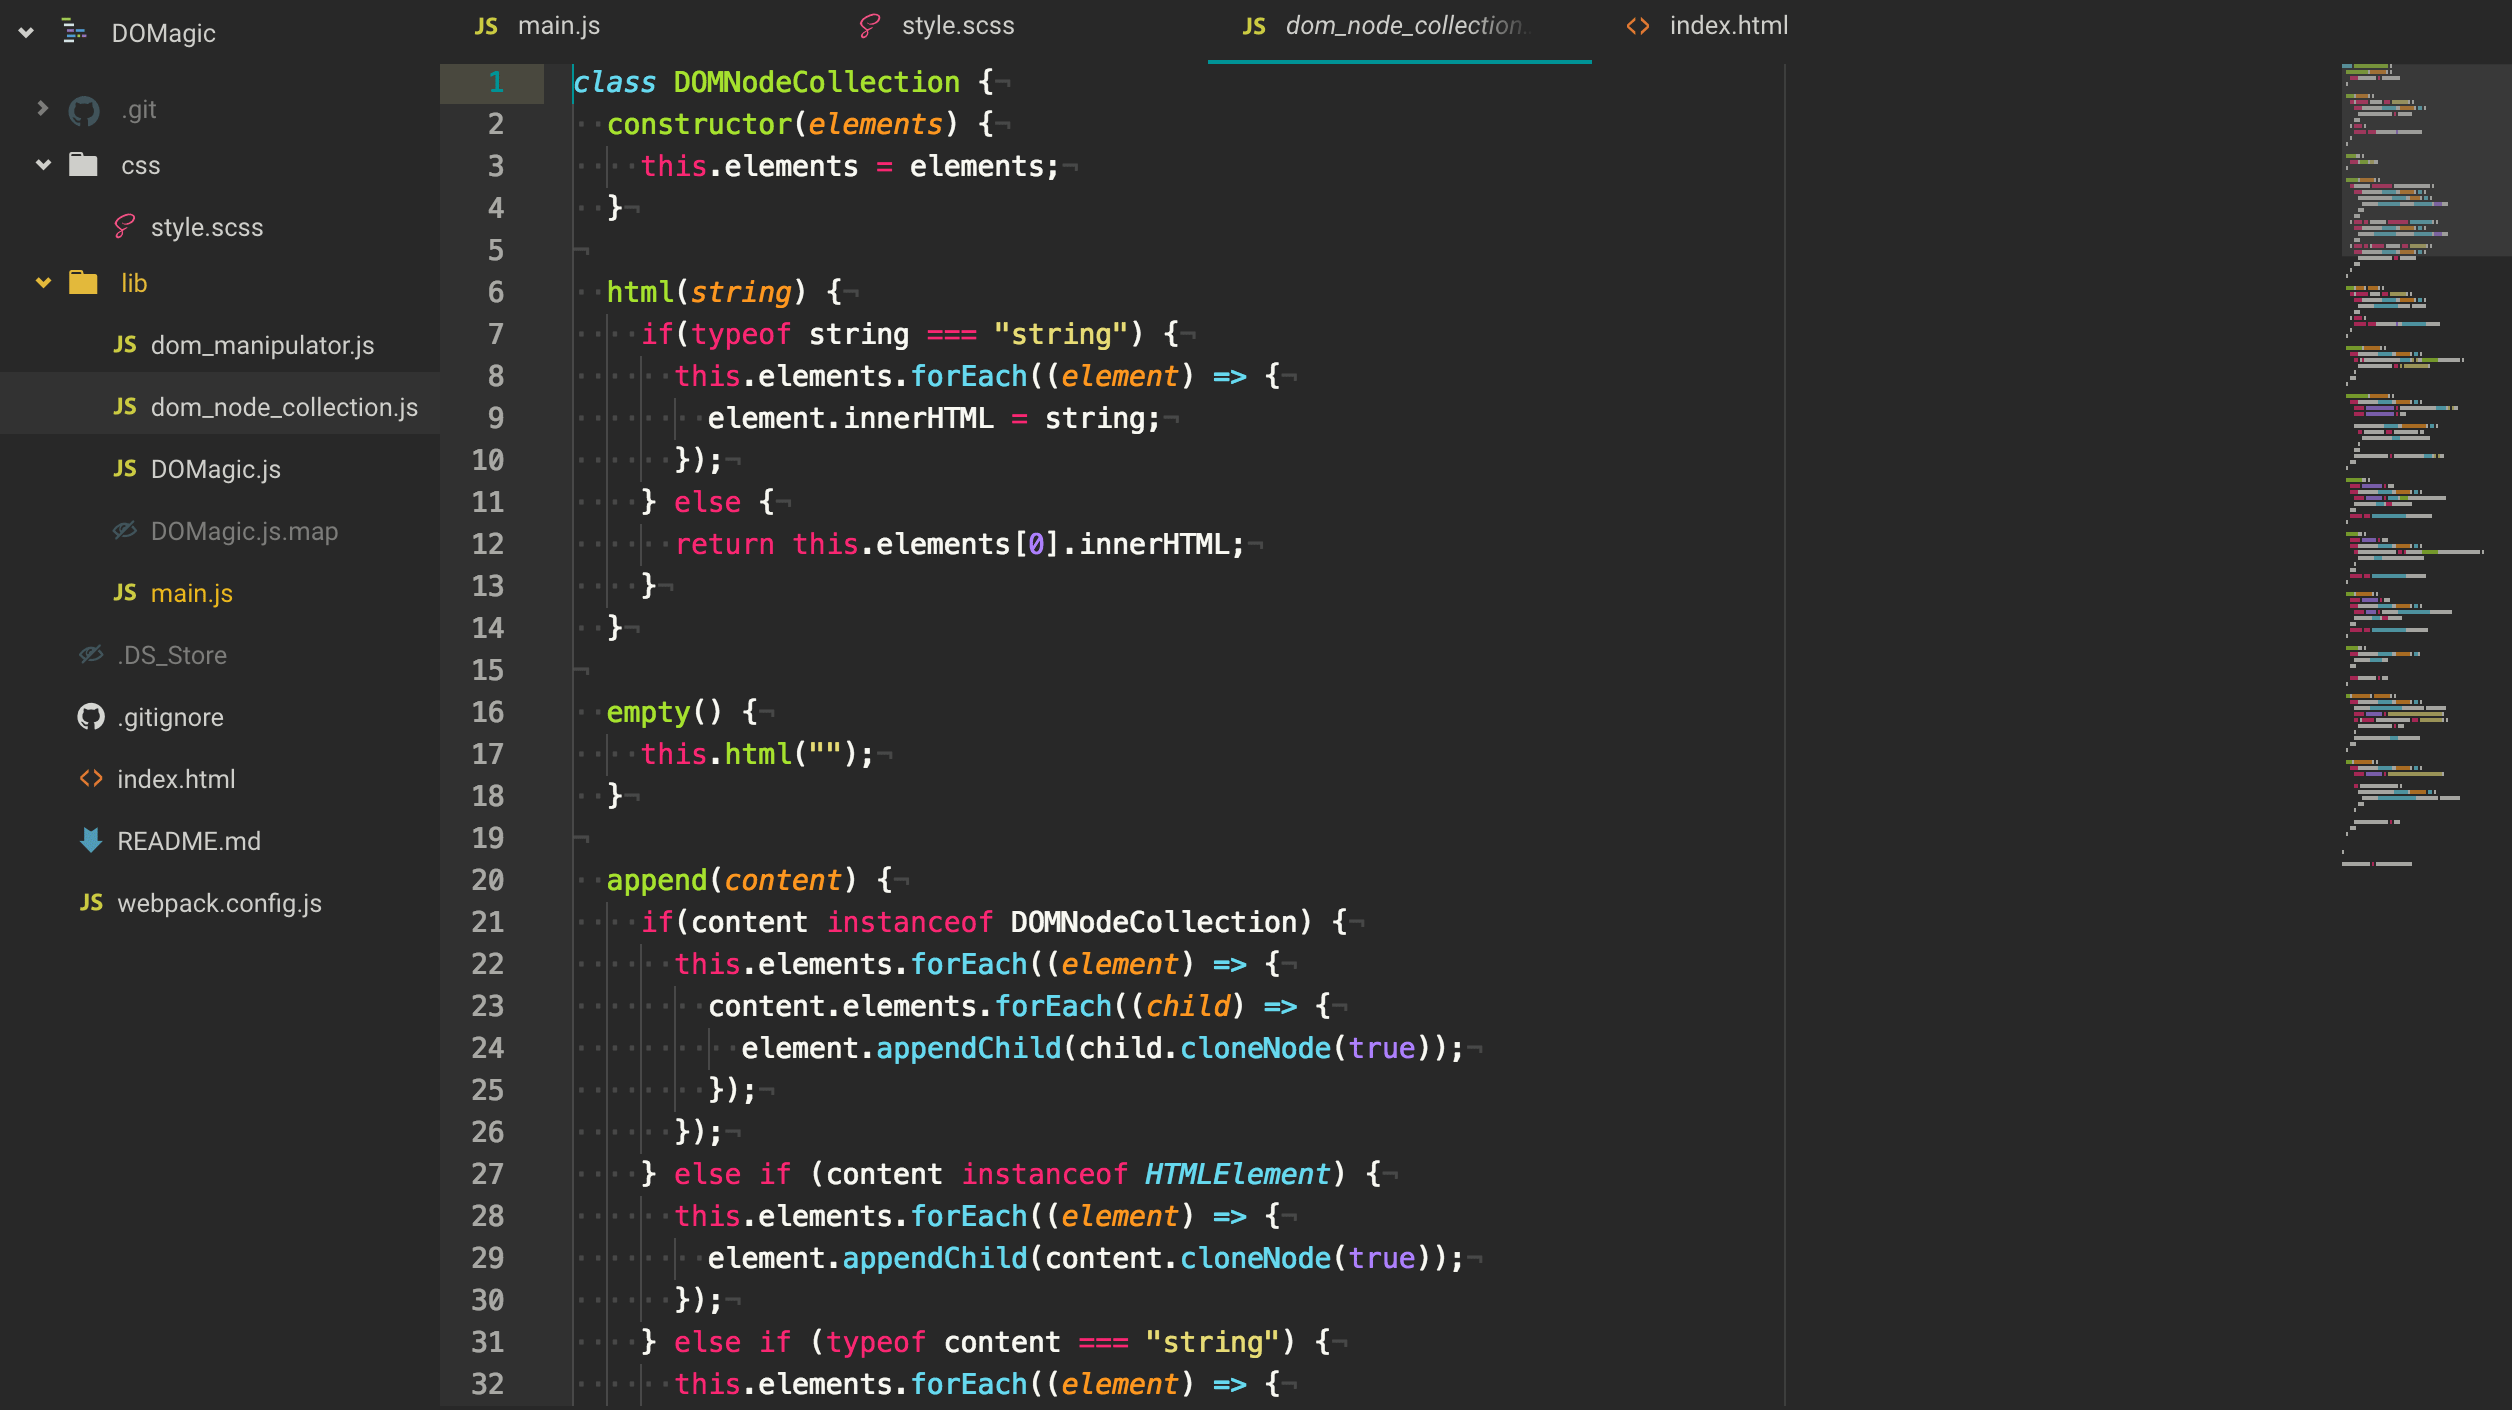 DOMagic
.git
css
style.scss
lib
JS dom_manipulator.js
JS dom_node_collection.js
JS DOMagic.js
DOMagic.js.map
JS main.js
.DS_Store
.gitignore
index.html
README.md
JS webpack.config.js
JS main.js
style.scss
JS dom_node_collection..
index.html
1 class DOMNodeCollection {
2 constructor(elements) {
3 this.elements = elements;
4 }
5
6 html(string) {
7 if(typeof string === "string") {
8 this.elements.forEach((element) => {
9 element.innerHTML = string;
10 });
11 } else {
12 return this.elements[0].innerHTML;
13 }
14 }
15
16 empty() {
17 this.html("");
18 }
19
20 append(content) {
21 if(content instanceof DOMNodeCollection) {
22 this.elements.forEach((element) => {
23 content.elements.forEach((child) => {
24 element.appendChild(child.cloneNode(true));
25 });
26 });
27 } else if (content instanceof HTMLElement) {
28 this.elements.forEach((element) => {
29 element.appendChild(content.cloneNode(true));
30 });
31 } else if (typeof content === "string") {
32 this.elements.forEach((element) => {